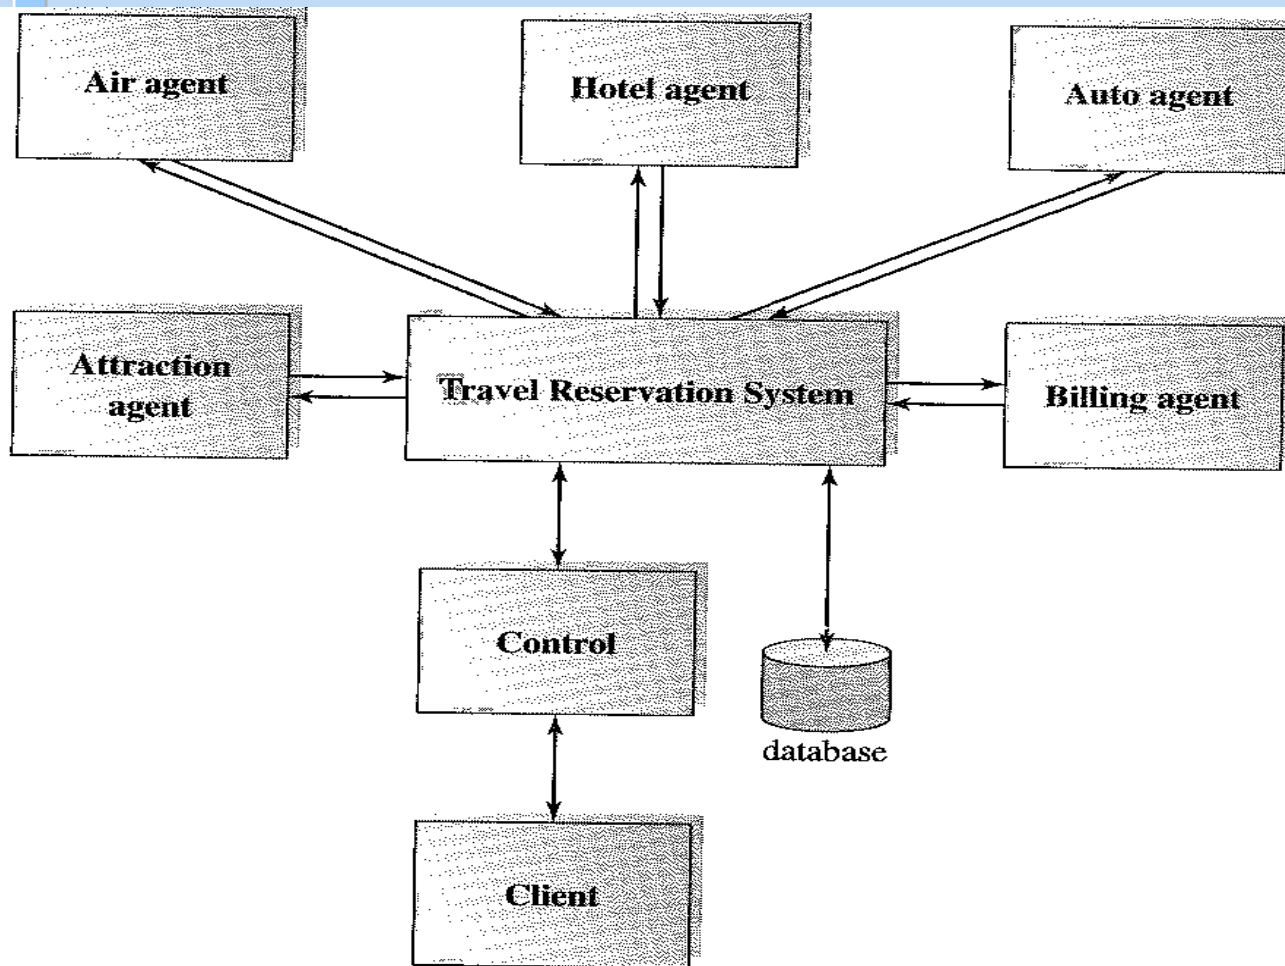 Air agent
Hotel agent
Auto agent
Attraction
agent
Travel Reservation System
Billing agent
Control
database
Client